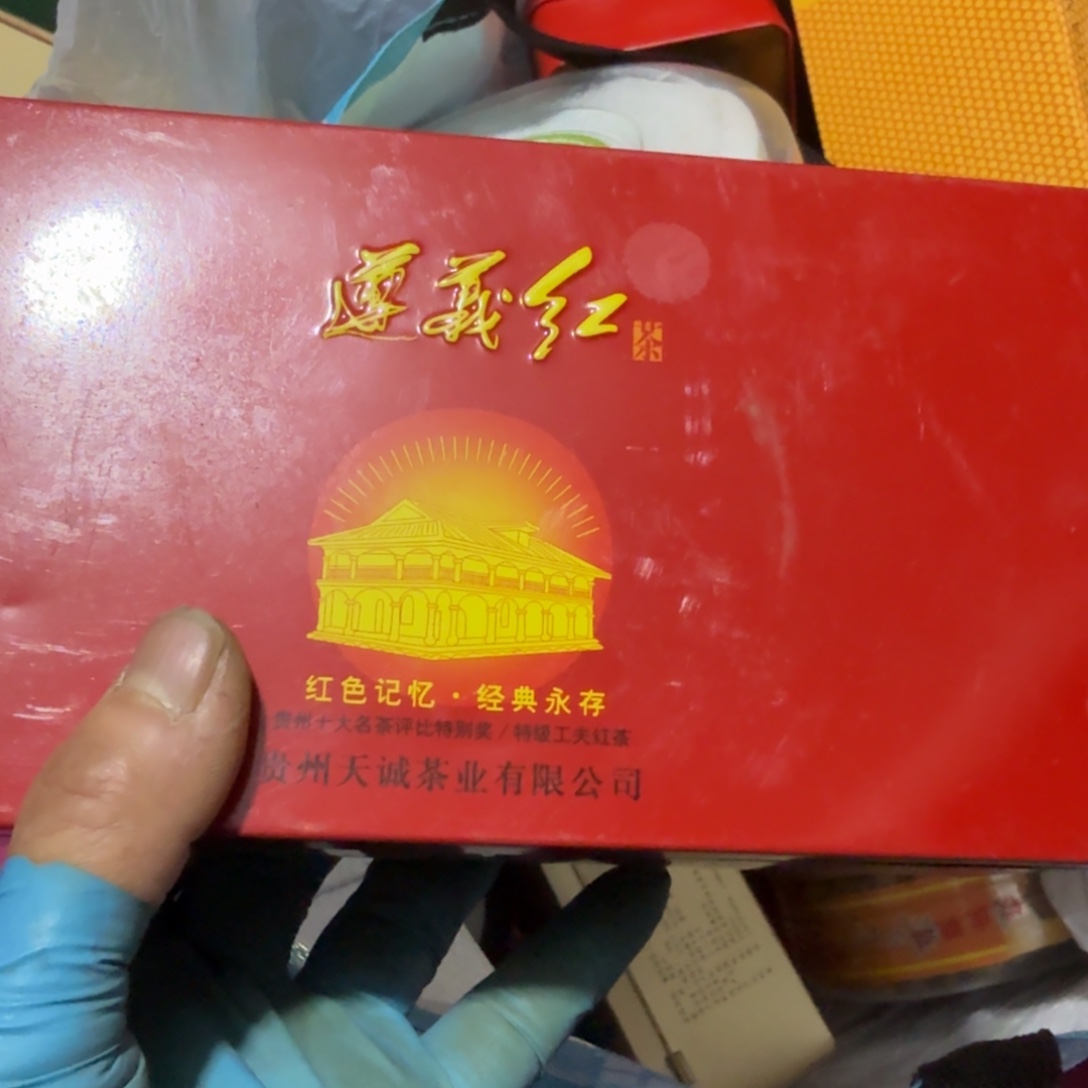 遵義红
茶
红色记忆·经典永存
贵州十大名茶评比特别奖/特级工夫红茶
贵州天诚茶业有限公司